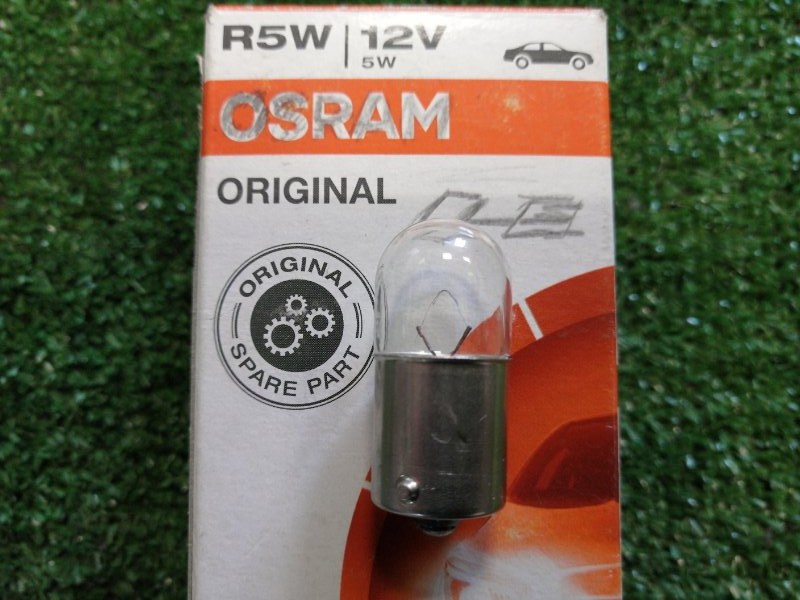 R5W | 12V
5W
OSRAM
ORIGINAL
ORIGINAL
SPARE PART